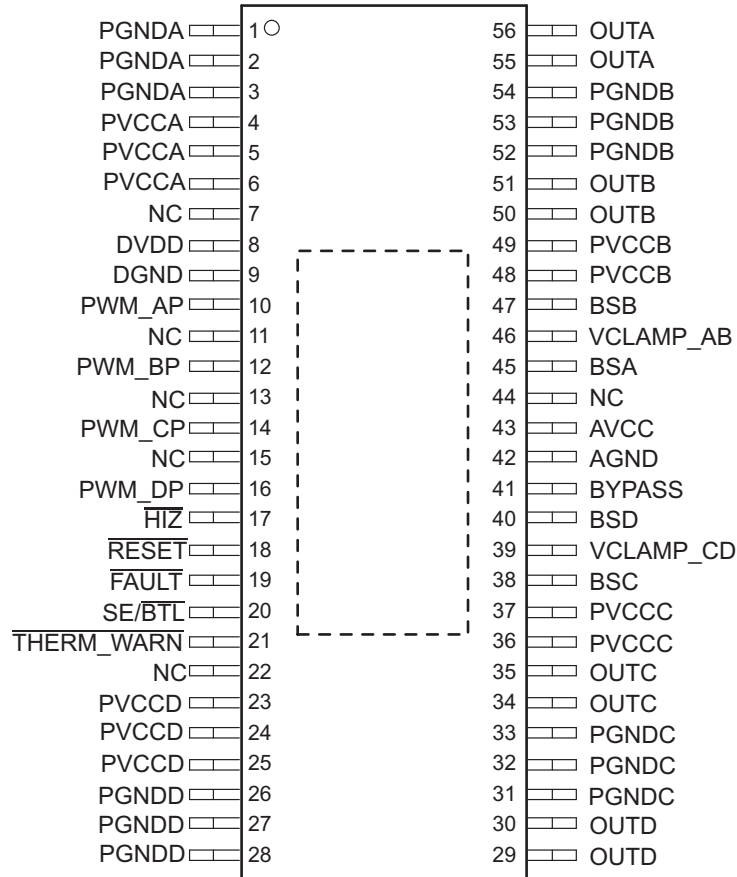 PGNDA 1 56 OUTA
PGNDA 2 55 OUTA
PGNDA 3 54 PGNDB
PVCCA 4 53 PGNDB
PVCCA 5 52 PGNDB
PVCCA 6 51 OUTB
NC 7 50 OUTB
DVDD 8 49 PVCCB
DGND 9 48 PVCCB
PWM_AP 10 47 BSB
NC 11 46 VCLAMP_AB
PWM_BP 12 45 BSA
NC 13 44 NC
PWM_CP 14 43 AVCC
NC 15 42 AGND
PWM_DP 16 41 BYPASS
HIZ 17 40 BSD
RESET 18 39 VCLAMP_CD
FAULT 19 38 BSC
SE/BTL 20 37 PVCCC
THERM_WARN 21 36 PVCCC
NC 22 35 OUTC
PVCCD 23 34 OUTC
PVCCD 24 33 PGNDC
PVCCD 25 32 PGNDC
PGNDD 26 31 PGNDC
PGNDD 27 30 OUTD
PGNDD 28 29 OUTD